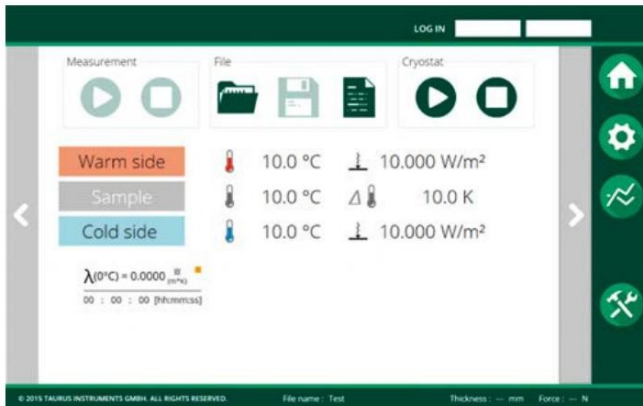 LOG IN
Measurement File Cryostat
Warm side 10.0 °C 10.000 W/m²
Sample 10.0 °C Δ 10.0 K
Cold side 10.0 °C 10.000 W/m²
λ(0°C) = 0.0000 (m*K)
00 : 00 : 00 [hh:mm:ss]
© 2015 TAURUS INSTRUMENTS GMBH. ALL RIGHTS RESERVED. File name : Test Thickness : --- mm Force : --- N